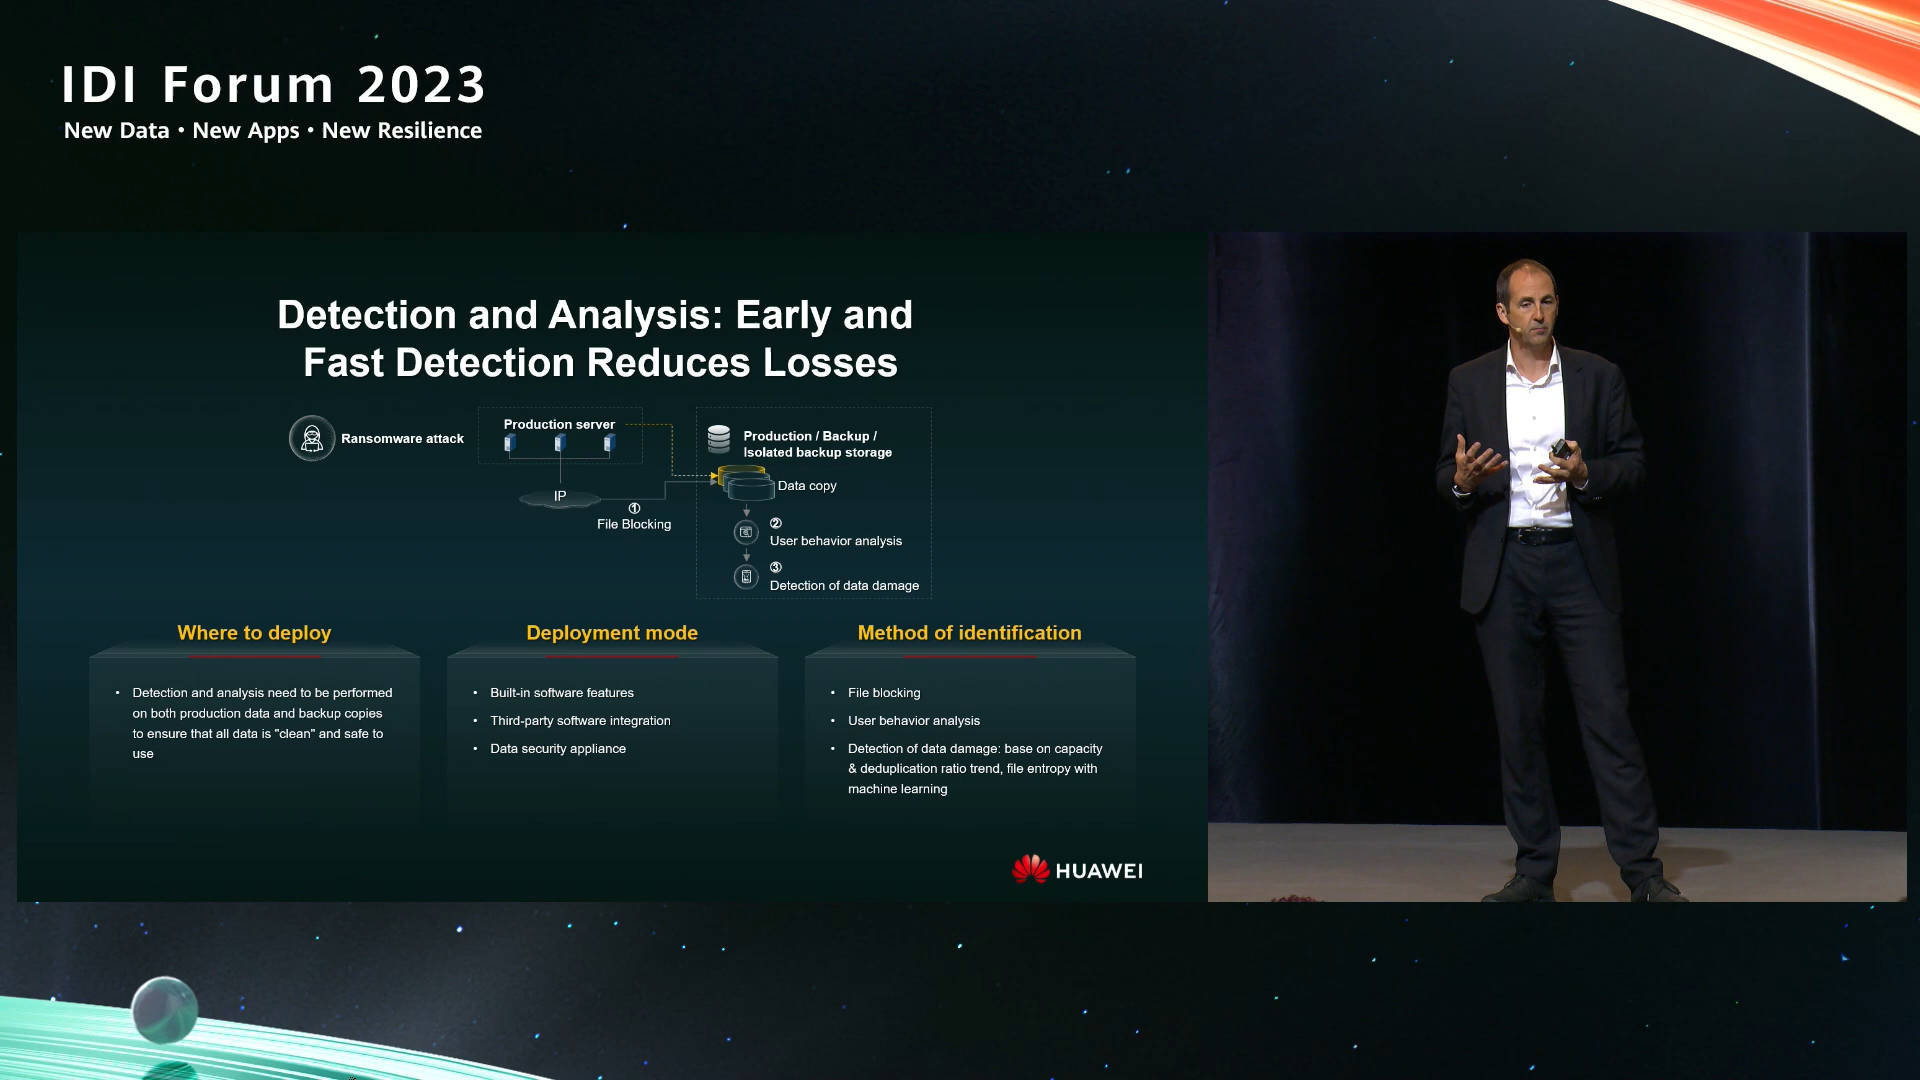 IDI Forum 2023
New Data • New Apps • New Resilience
Detection and Analysis: Early and
Fast Detection Reduces Losses
Ransomware attack
Production server
IP
①
File Blocking
Production / Backup /
Isolated backup storage
Data copy
②
User behavior analysis
③
Detection of data damage
Where to deploy
• Detection and analysis need to be performed
on both production data and backup copies
to ensure that all data is "clean" and safe to
use
Deployment mode
• Built-in software features
• Third-party software integration
• Data security appliance
Method of identification
• File blocking
• User behavior analysis
• Detection of data damage: base on capacity
& deduplication ratio trend, file entropy with
machine learning
HUAWEI